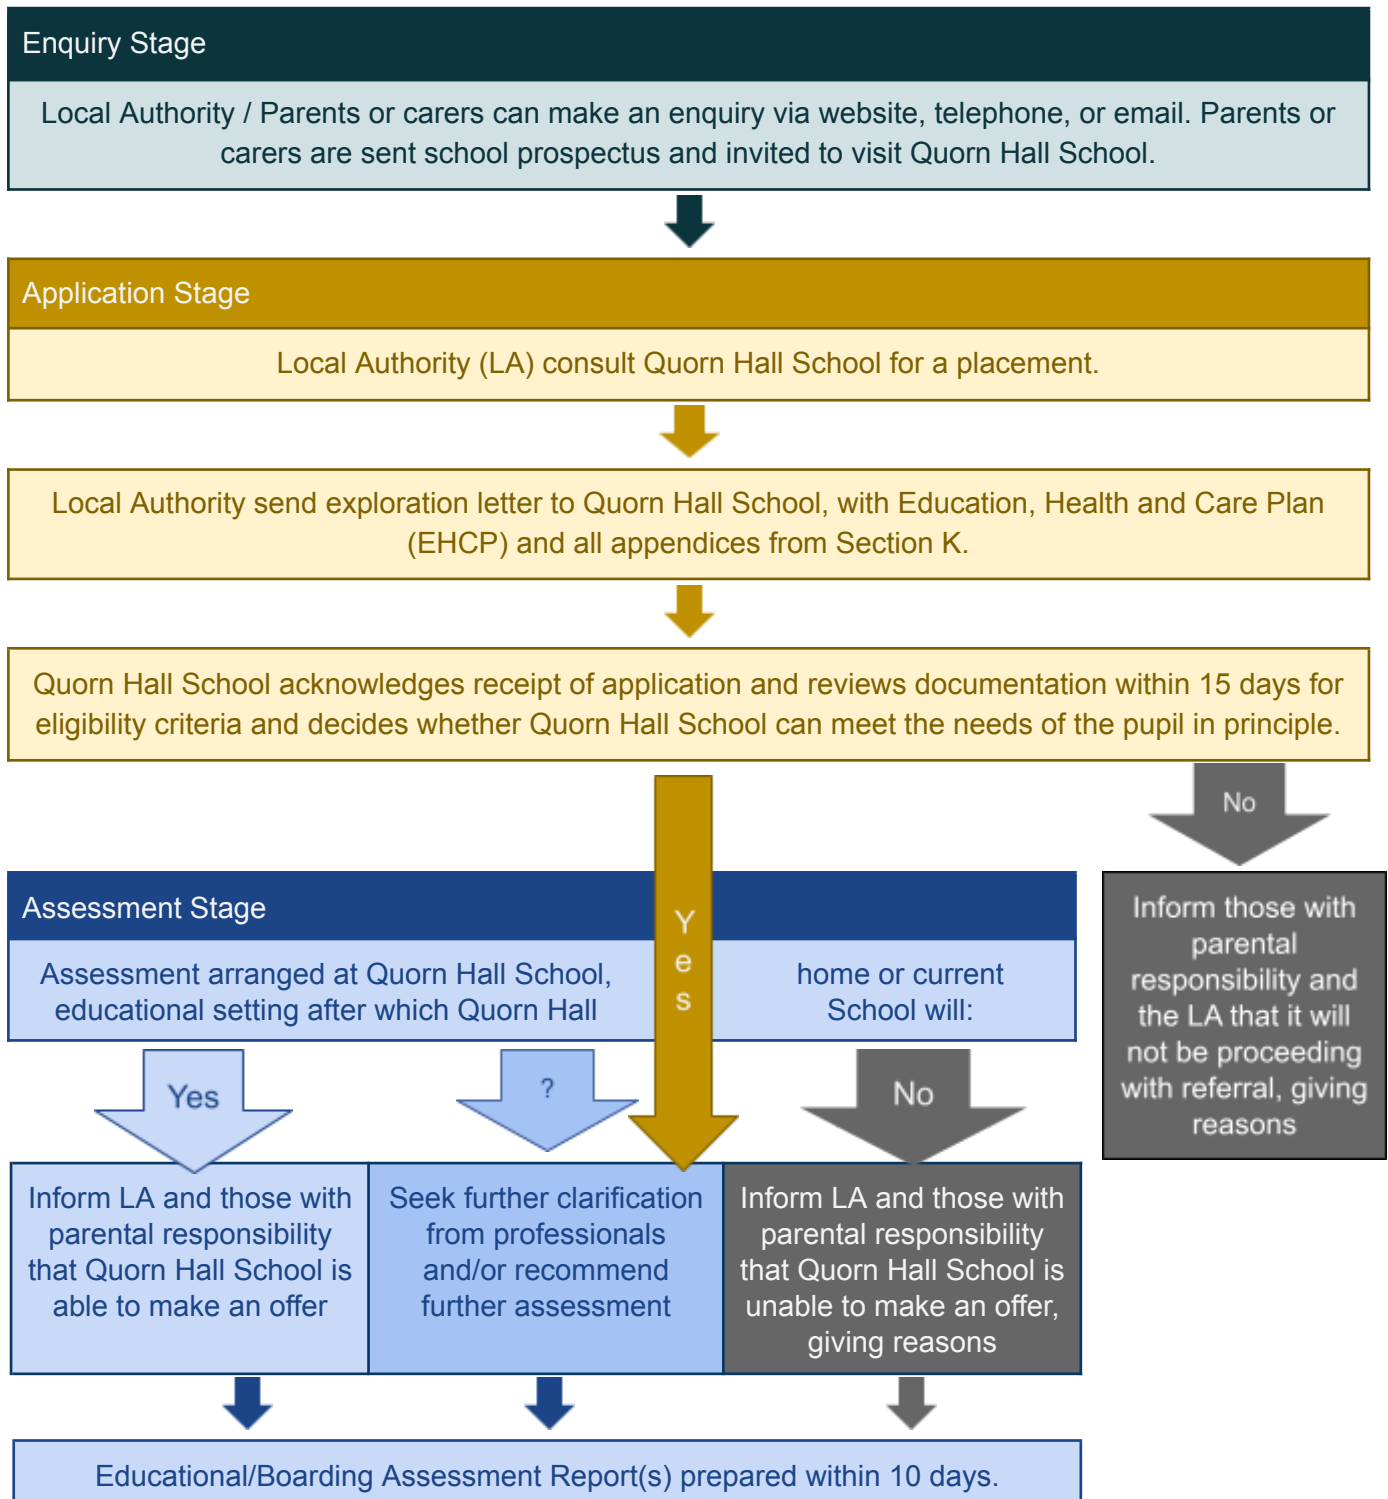 Enquiry Stage
Local Authority / Parents or carers can make an enquiry via website, telephone, or email. Parents or
carers are sent school prospectus and invited to visit Quorn Hall School.
Application Stage
Local Authority (LA) consult Quorn Hall School for a placement.
Local Authority send exploration letter to Quorn Hall School, with Education, Health and Care Plan
(EHCP) and all appendices from Section K.
Quorn Hall School acknowledges receipt of application and reviews documentation within 15 days for
eligibility criteria and decides whether Quorn Hall School can meet the needs of the pupil in principle.
No
Inform those with
parental
responsibility and
the LA that it will
not be proceeding
with referral, giving
reasons
Yes
Assessment Stage
Assessment arranged at Quorn Hall School, home or current
educational setting after which Quorn Hall School will:
Yes
?
No
Inform LA and those with
parental responsibility
that Quorn Hall School is
able to make an offer
Seek further clarification
from professionals
and/or recommend
further assessment
Inform LA and those with
parental responsibility
that Quorn Hall School is
unable to make an offer,
giving reasons
Educational/Boarding Assessment Report(s) prepared within 10 days.